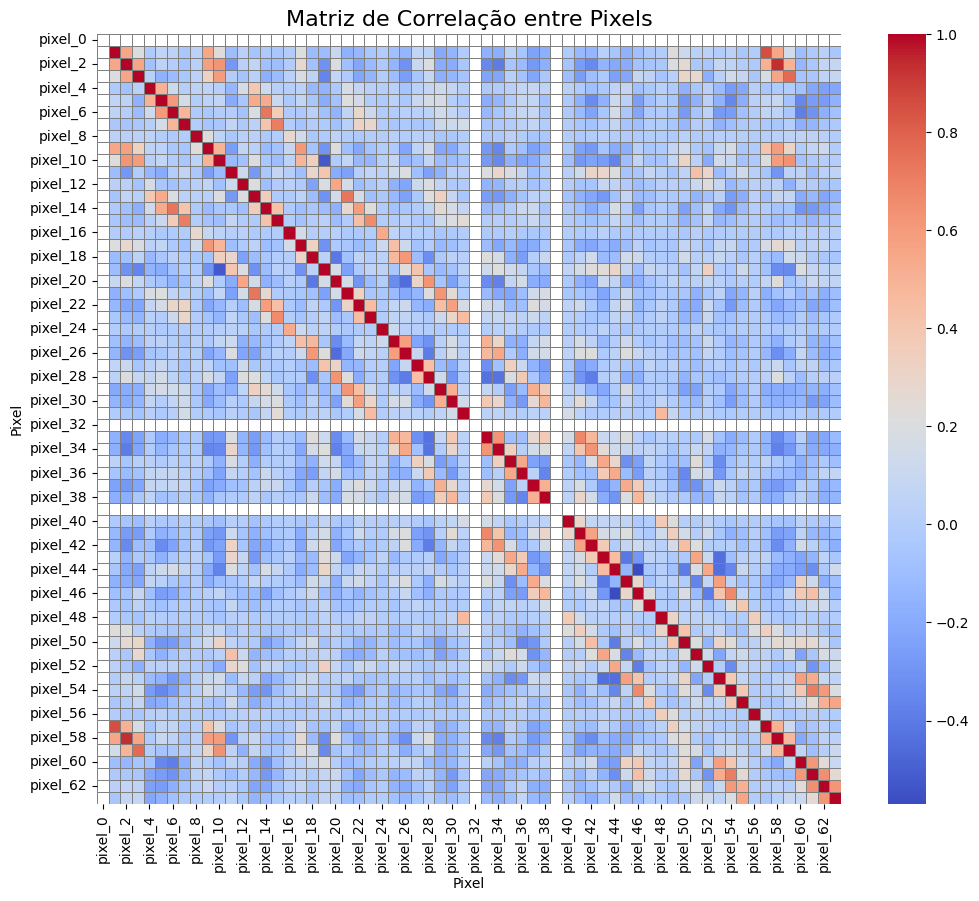 Matriz de Correlação entre Pixels
Pixel
pixel_0
pixel_2
pixel_4
pixel_6
pixel_8
pixel_10
pixel_12
pixel_14
pixel_16
pixel_18
pixel_20
pixel_22
pixel_24
pixel_26
pixel_28
pixel_30
pixel_32
pixel_34
pixel_36
pixel_38
pixel_40
pixel_42
pixel_44
pixel_46
pixel_48
pixel_50
pixel_52
pixel_54
pixel_56
pixel_58
pixel_60
pixel_62
pixel_0
pixel_2
pixel_4
pixel_6
pixel_8
pixel_10
pixel_12
pixel_14
pixel_16
pixel_18
pixel_20
pixel_22
pixel_24
pixel_26
pixel_28
pixel_30
pixel_32
pixel_34
pixel_36
pixel_38
pixel_40
pixel_42
pixel_44
pixel_46
pixel_48
pixel_50
pixel_52
pixel_54
pixel_56
pixel_58
pixel_60
pixel_62
Pixel
1.0
0.8
0.6
0.4
0.2
0.0
−0.2
−0.4